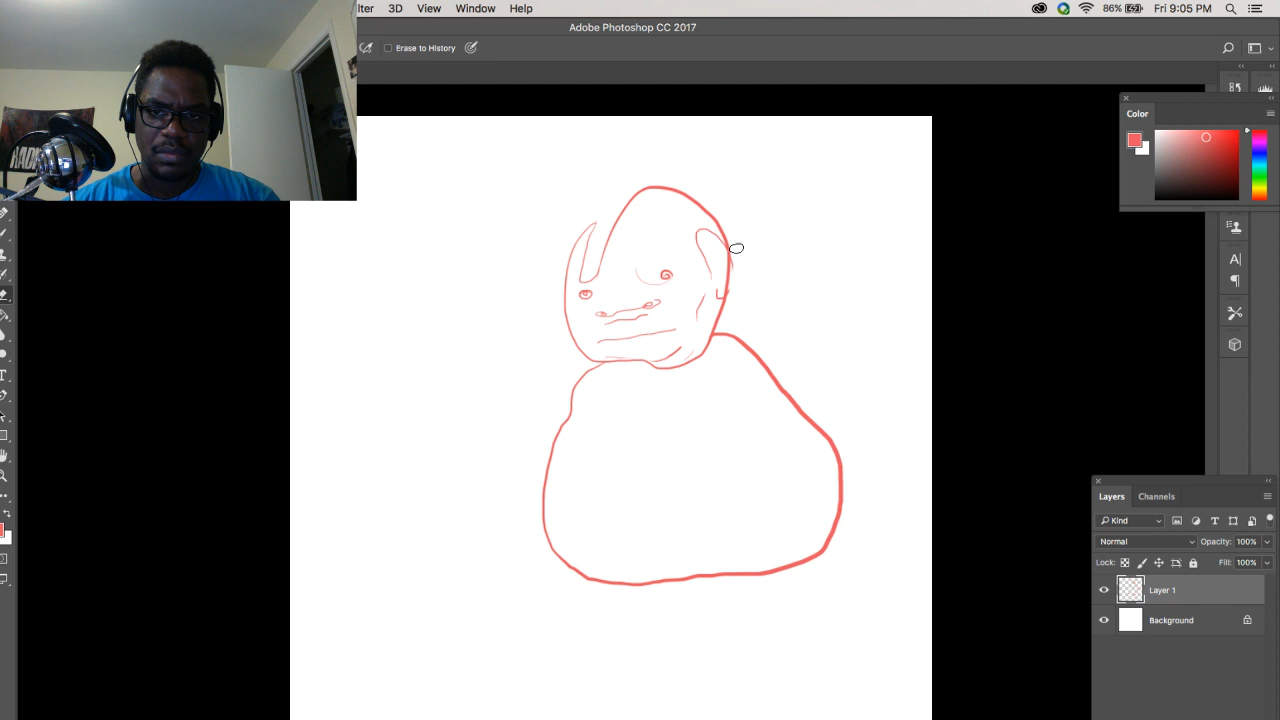 lter 3D View Window Help 86% Fri 9:05 PM
Adobe Photoshop CC 2017
Erase to History
Color
Layers Channels
Kind
Normal Opacity: 100%
Lock: Fill: 100%
Layer 1
Background